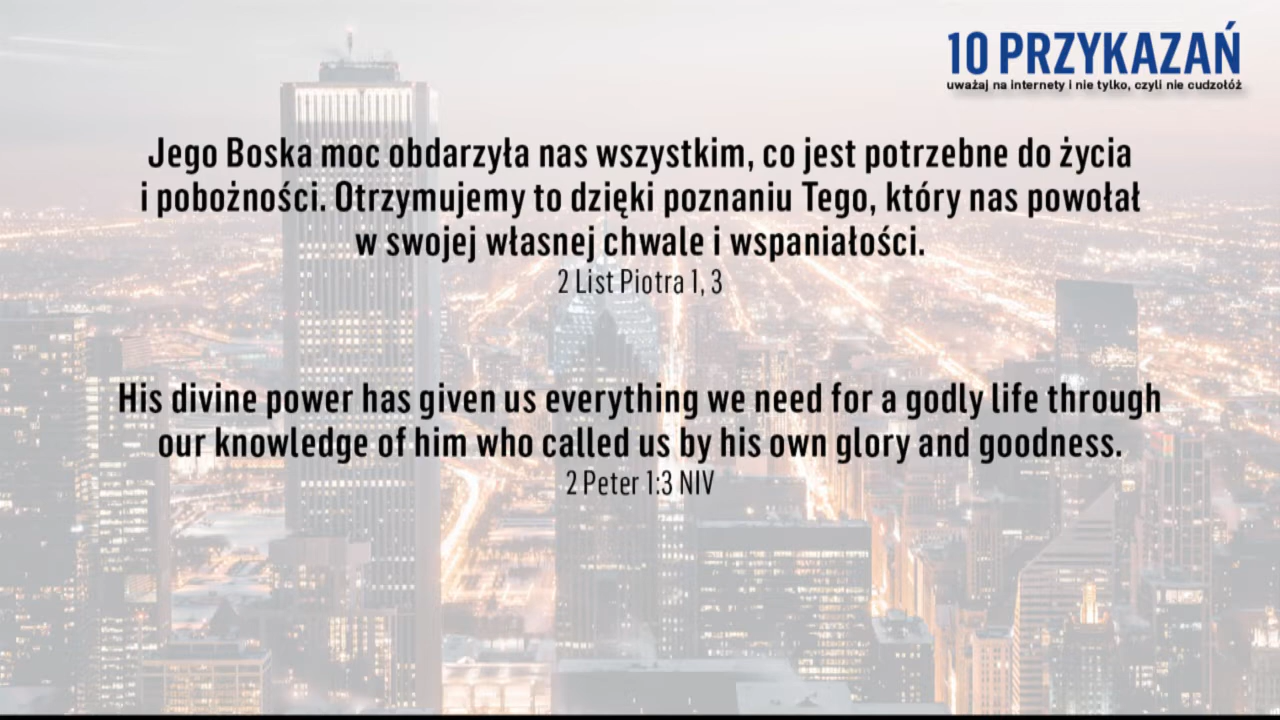 10 PRZYKAZAŃ
uważaj na internety i nie tylko, czyli nie cudzołóż
Jego Boska moc obdarzyła nas wszystkim, co jest potrzebne do życia
i pobożności. Otrzymujemy to dzięki poznaniu Tego, który nas powołał
w swojej własnej chwale i wspaniałości.
2 List Piotra 1, 3
His divine power has given us everything we need for a godly life through
our knowledge of him who called us by his own glory and goodness.
2 Peter 1:3 NIV